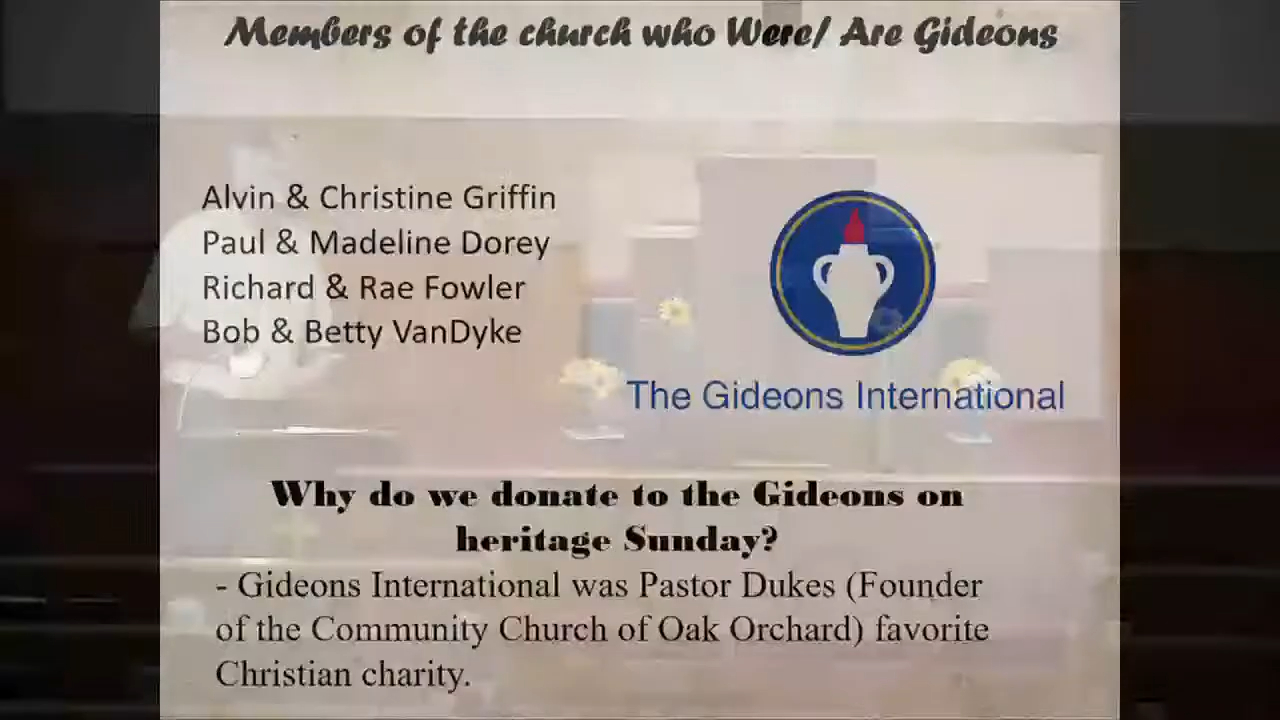 Members of the church who Were/ Are Gideons
Alvin & Christine Griffin
Paul & Madeline Dorey
Richard & Rae Fowler
Bob & Betty VanDyke
The Gideons International
Why do we donate to the Gideons on
heritage Sunday?
- Gideons International was Pastor Dukes (Founder
of the Community Church of Oak Orchard) favorite
Christian charity.